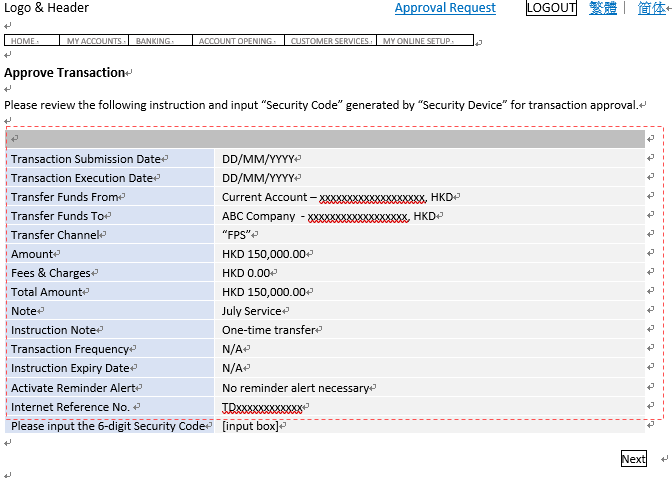 Logo & Header Approval Request LOGOUT 繁體 | 简体
HOME MY ACCOUNTS BANKING ACCOUNT OPENING CUSTOMER SERVICES MY ONLINE SETUP
Approve Transaction
Please review the following instruction and input “Security Code” generated by “Security Device” for transaction approval.
Transaction Submission Date DD/MM/YYYY
Transaction Execution Date DD/MM/YYYY
Transfer Funds From Current Account – xxxxxxxxxxxxxxxxxxx, HKD
Transfer Funds To ABC Company - xxxxxxxxxxxxxxxxxx, HKD
Transfer Channel “FPS”
Amount HKD 150,000.00
Fees & Charges HKD 0.00
Total Amount HKD 150,000.00
Note July Service
Instruction Note One-time transfer
Transaction Frequency N/A
Instruction Expiry Date N/A
Activate Reminder Alert No reminder alert necessary
Internet Reference No. TDxxxxxxxxxxxx
Please input the 6-digit Security Code [input box]
Next